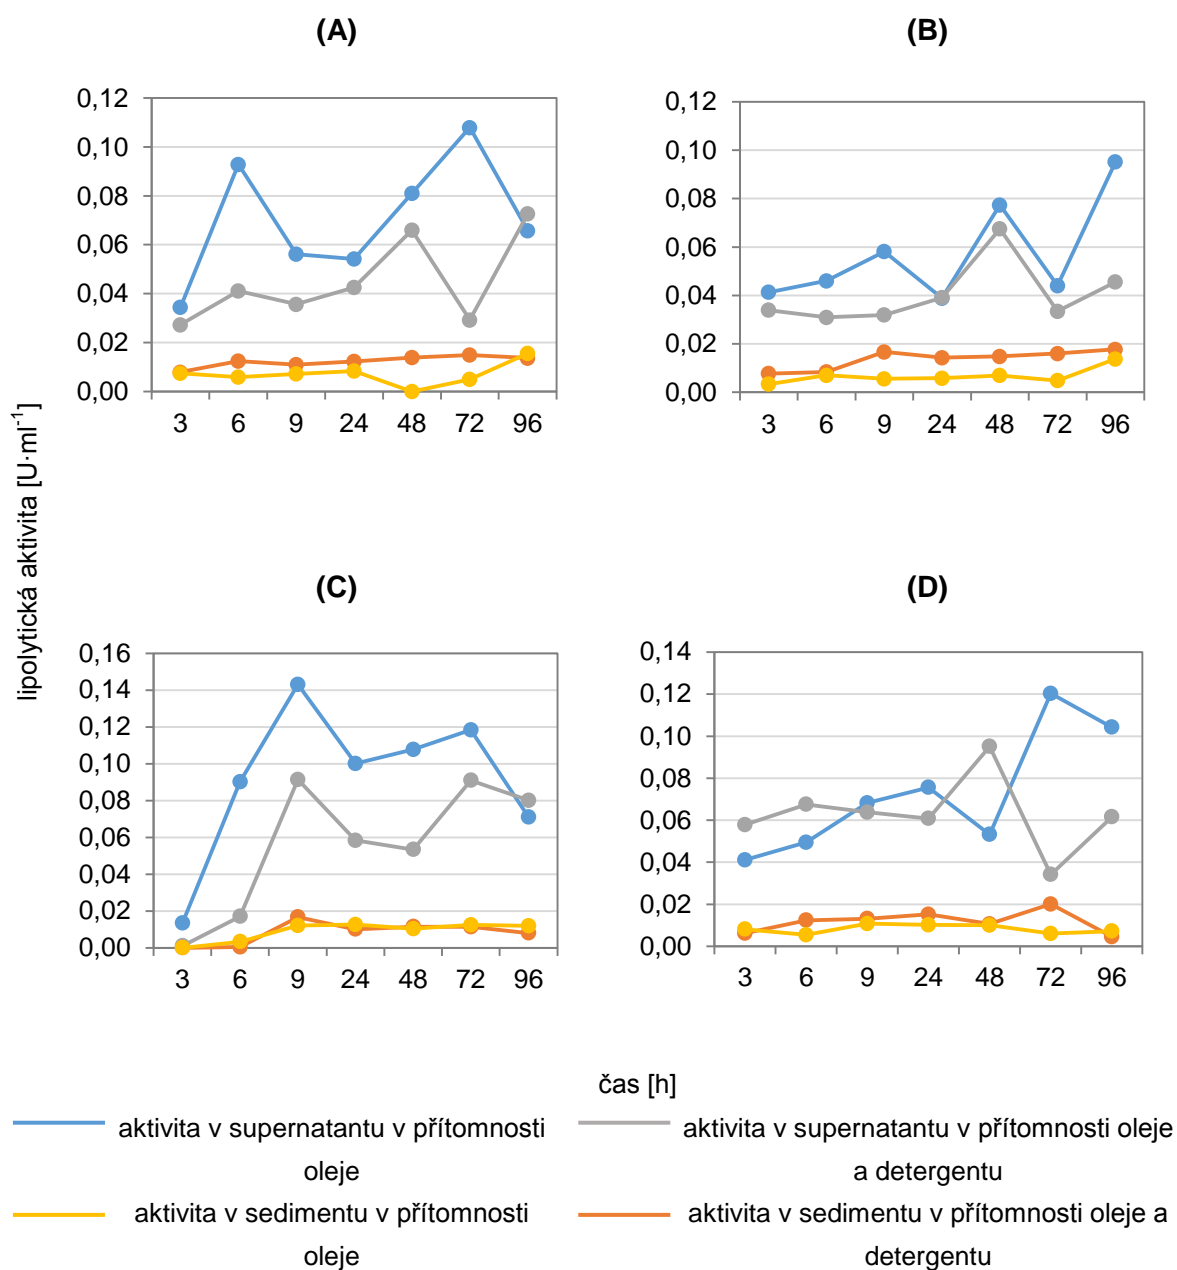 (A)
(B)
0,12
0,10
0,08
0,06
0,04
0,02
0,00
3 6 9 24 48 72 96
0,12
0,10
0,08
0,06
0,04
0,02
0,00
3 6 9 24 48 72 96
lipolytická aktivita [U·ml-1]
(C)
(D)
0,16
0,14
0,12
0,10
0,08
0,06
0,04
0,02
0,00
3 6 9 24 48 72 96
0,14
0,12
0,10
0,08
0,06
0,04
0,02
0,00
3 6 9 24 48 72 96
čas [h]
aktivita v supernatantu v přítomnosti
oleje
aktivita v supernatantu v přítomnosti oleje
a detergentu
aktivita v sedimentu v přítomnosti
oleje
aktivita v sedimentu v přítomnosti oleje a
detergentu